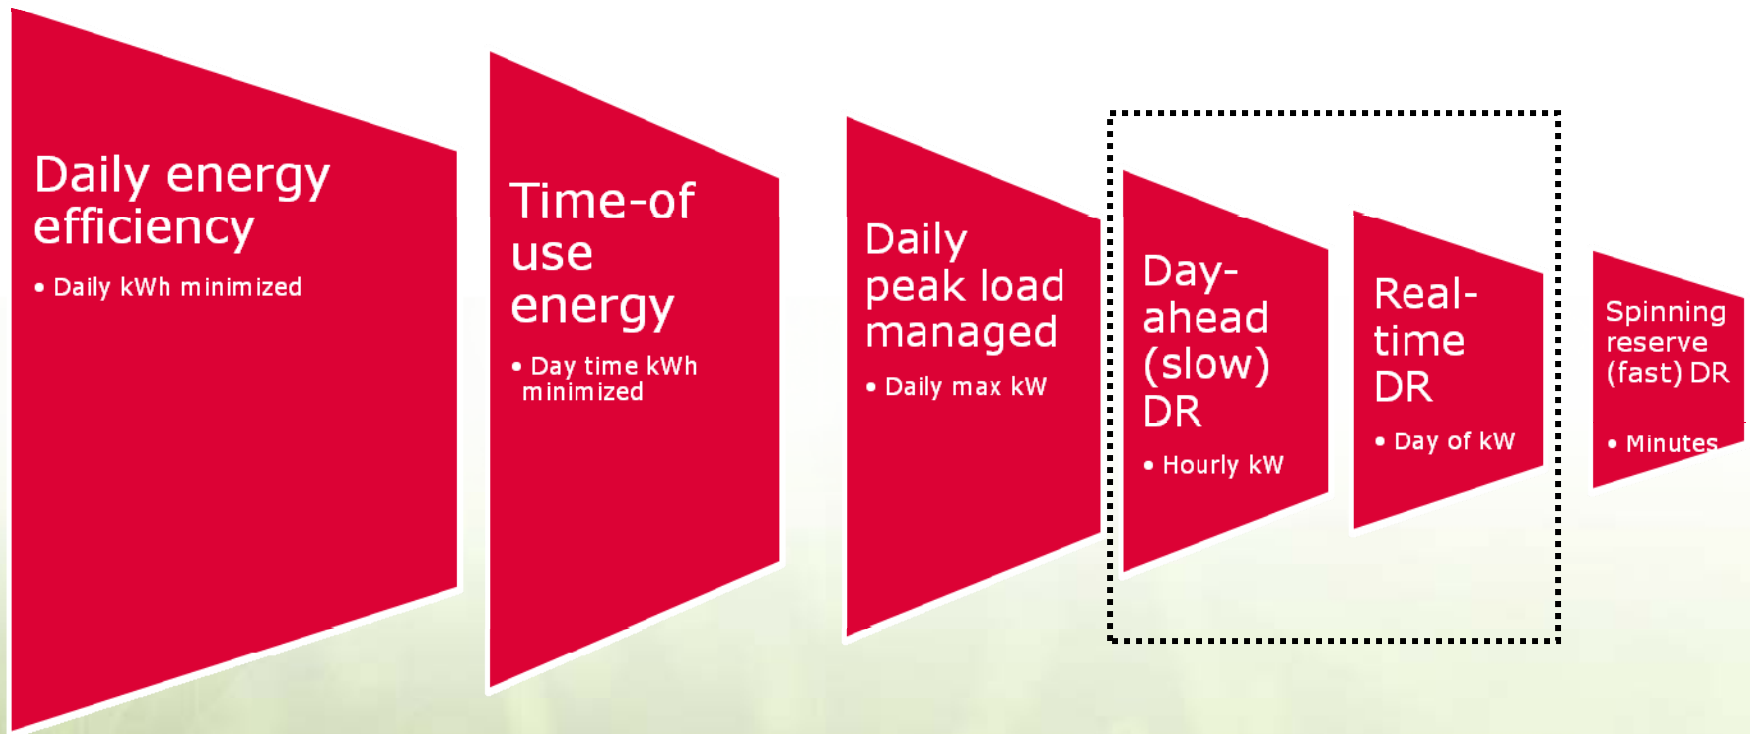 Daily energy
efficiency
• Daily kWh minimized
Time-of
use
energy
• Day time kWh
minimized
Daily
peak load
managed
• Daily max kW
Day-
ahead
(slow)
DR
• Hourly kW
Real-
time
DR
• Day of kW
Spinning
reserve
(fast) DR
• Minutes